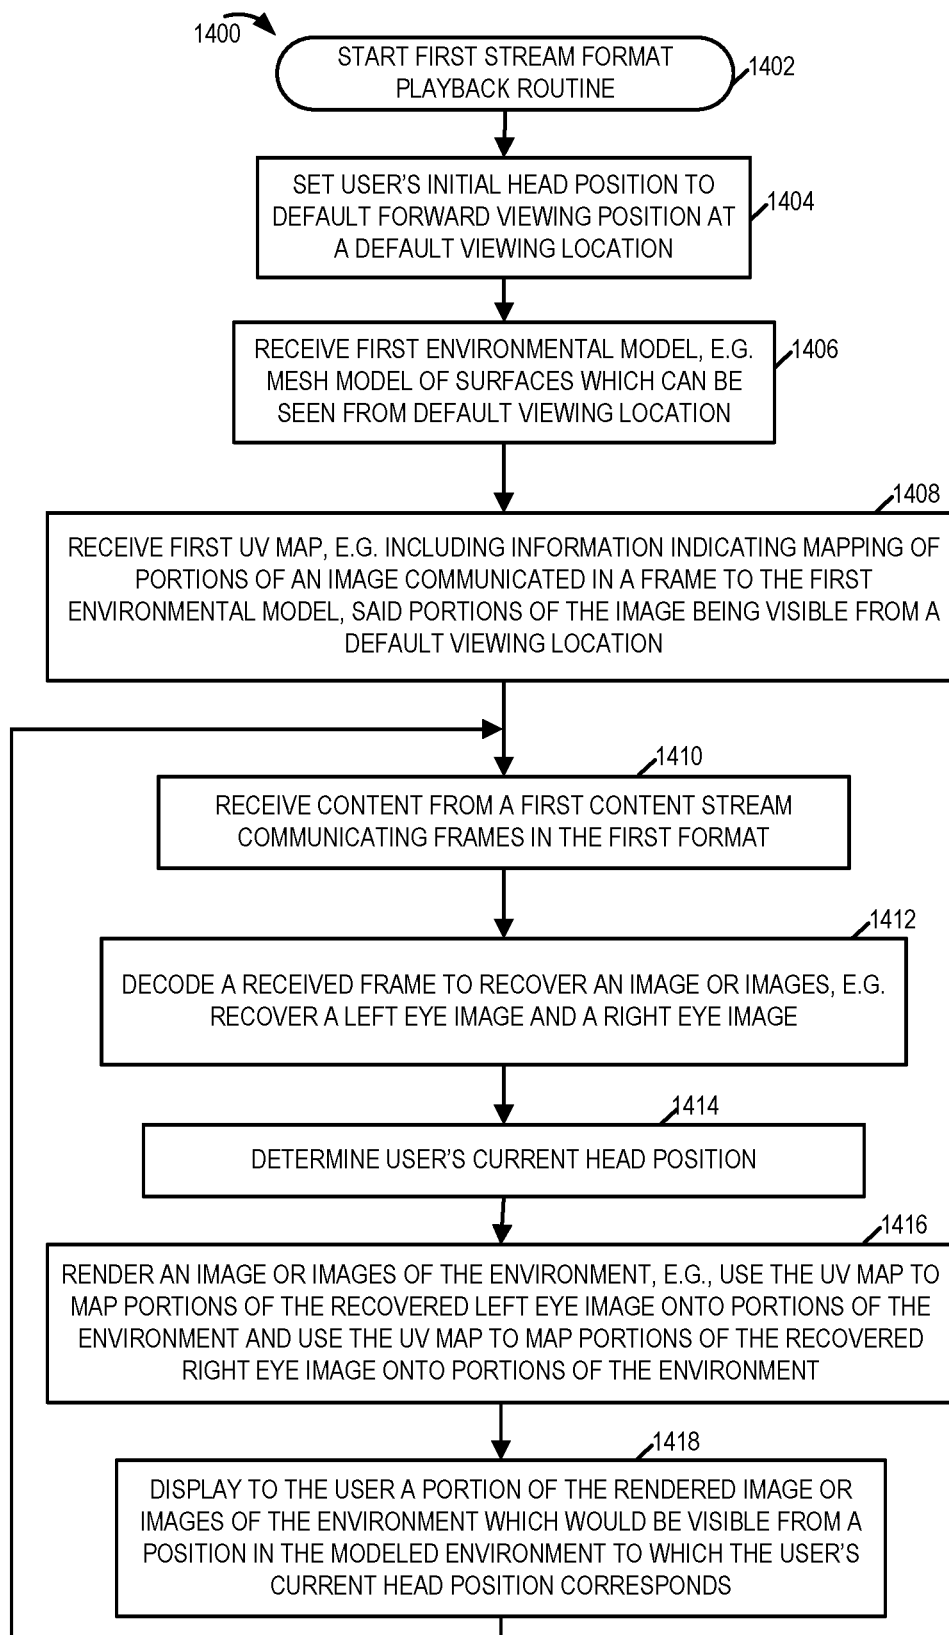 1400
START FIRST STREAM FORMAT
PLAYBACK ROUTINE
1402
SET USER'S INITIAL HEAD POSITION TO
DEFAULT FORWARD VIEWING POSITION AT
A DEFAULT VIEWING LOCATION
1404
RECEIVE FIRST ENVIRONMENTAL MODEL, E.G.
MESH MODEL OF SURFACES WHICH CAN BE
SEEN FROM DEFAULT VIEWING LOCATION
1406
1408
RECEIVE FIRST UV MAP, E.G. INCLUDING INFORMATION INDICATING MAPPING OF
PORTIONS OF AN IMAGE COMMUNICATED IN A FRAME TO THE FIRST
ENVIRONMENTAL MODEL, SAID PORTIONS OF THE IMAGE BEING VISIBLE FROM A
DEFAULT VIEWING LOCATION
1410
RECEIVE CONTENT FROM A FIRST CONTENT STREAM
COMMUNICATING FRAMES IN THE FIRST FORMAT
1412
DECODE A RECEIVED FRAME TO RECOVER AN IMAGE OR IMAGES, E.G.
RECOVER A LEFT EYE IMAGE AND A RIGHT EYE IMAGE
1414
DETERMINE USER'S CURRENT HEAD POSITION
1416
RENDER AN IMAGE OR IMAGES OF THE ENVIRONMENT, E.G., USE THE UV MAP TO
MAP PORTIONS OF THE RECOVERED LEFT EYE IMAGE ONTO PORTIONS OF THE
ENVIRONMENT AND USE THE UV MAP TO MAP PORTIONS OF THE RECOVERED
RIGHT EYE IMAGE ONTO PORTIONS OF THE ENVIRONMENT
1418
DISPLAY TO THE USER A PORTION OF THE RENDERED IMAGE OR
IMAGES OF THE ENVIRONMENT WHICH WOULD BE VISIBLE FROM A
POSITION IN THE MODELED ENVIRONMENT TO WHICH THE USER'S
CURRENT HEAD POSITION CORRESPONDS